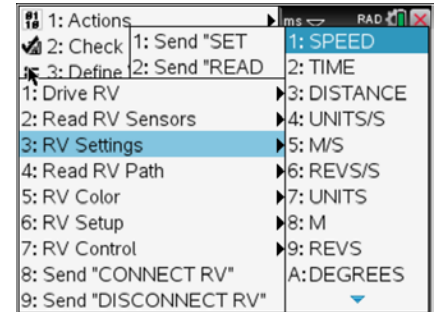 1: Actions
2: Check
3: Define
ms
RAD
1: Send "SET
2: Send "READ
1: Drive RV
2: Read RV Sensors
3: RV Settings
4: Read RV Path
5: RV Color
6: RV Setup
7: RV Control
8: Send "CONNECT RV"
9: Send "DISCONNECT RV"
1: SPEED
2: TIME
3: DISTANCE
4: UNITS/S
5: M/S
6: REVS/S
7: UNITS
8: M
9: REVS
A: DEGREES